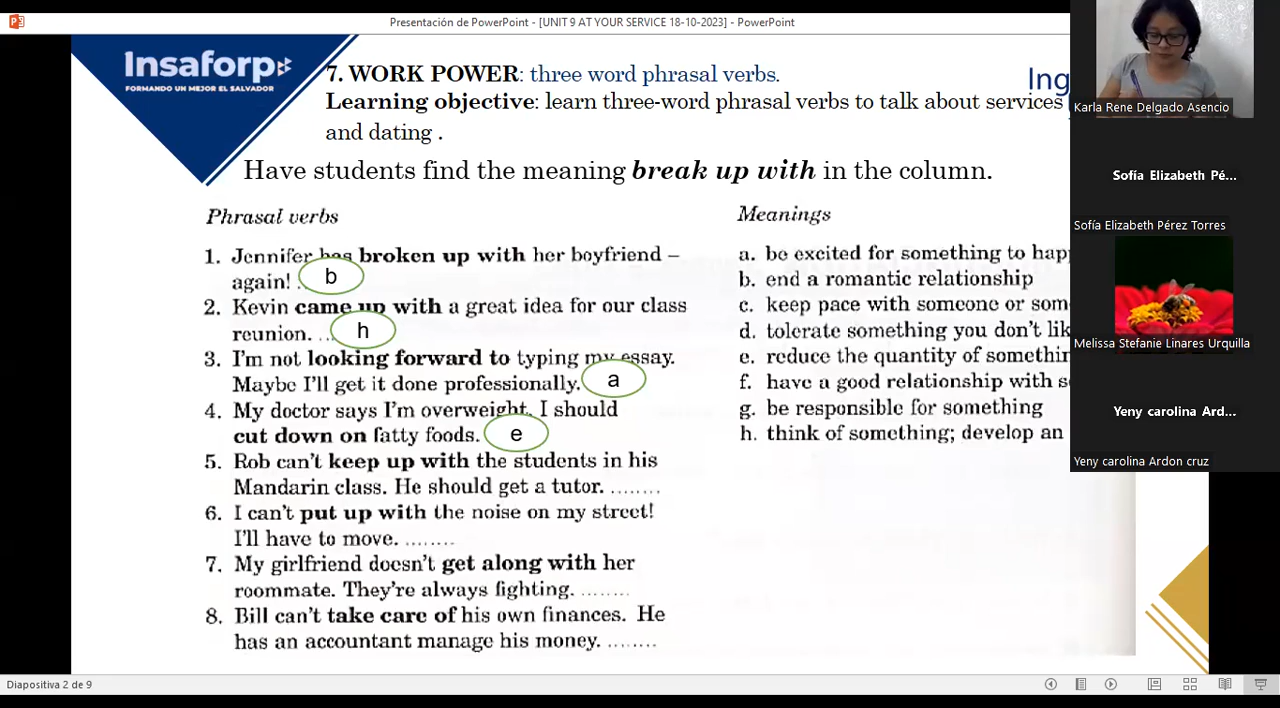 Presentación de PowerPoint - [UNIT 9 AT YOUR SERVICE 18-10-2023] - PowerPoint
Insaforp
FORMANDO UN MEJOR EL SALVADOR
7. WORK POWER: three word phrasal verbs.
Ing
Learning objective: learn three-word phrasal verbs to talk about services
and dating .
Have students find the meaning break up with in the column.
Phrasal verbs
1. Jennifer has broken up with her boyfriend –
again! b
2. Kevin came up with a great idea for our class
reunion. ... h
3. I'm not looking forward to typing my essay.
Maybe I'll get it done professionally. a
4. My doctor says I'm overweight. I should
cut down on fatty foods. e
5. Rob can't keep up with the students in his
Mandarin class. He should get a tutor. ........
6. I can't put up with the noise on my street!
I'll have to move. ........
7. My girlfriend doesn't get along with her
roommate. They're always fighting. ........
8. Bill can't take care of his own finances. He
has an accountant manage his money. ........
Meanings
a. be excited for something to hap
b. end a romantic relationship
c. keep pace with someone or som
d. tolerate something you don't lik
e. reduce the quantity of somethin
f. have a good relationship with s
g. be responsible for something
h. think of something; develop an
Karla Rene Delgado Asencio
Sofía Elizabeth Pé...
Sofía Elizabeth Pérez Torres
Melissa Stefanie Linares Urquilla
Yeny carolina Ard...
Yeny carolina Ardon cruz
Diapositiva 2 de 9